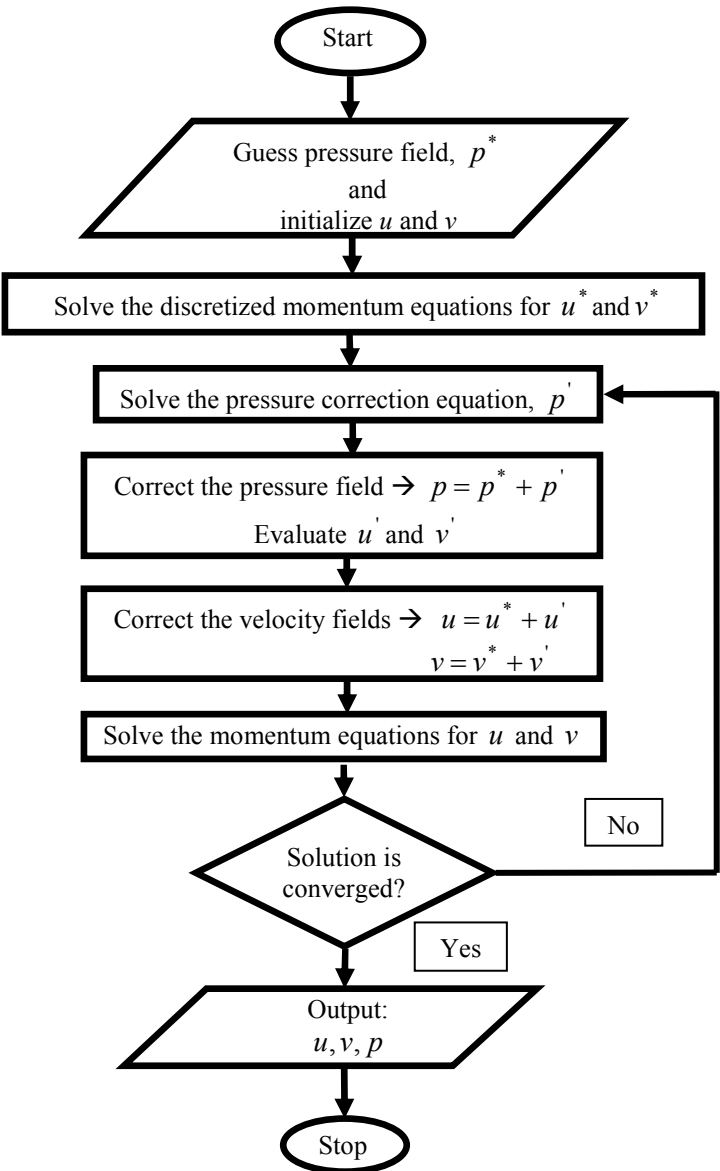 Start
Guess pressure field, p*
and
initialize u and v
Solve the discretized momentum equations for u* and v*
Solve the pressure correction equation, p'
Correct the pressure field → p = p* + p'
Evaluate u' and v'
Correct the velocity fields → u = u* + u'
v = v* + v'
Solve the momentum equations for u and v
No
Solution is
converged?
Yes
Output:
u, v, p
Stop